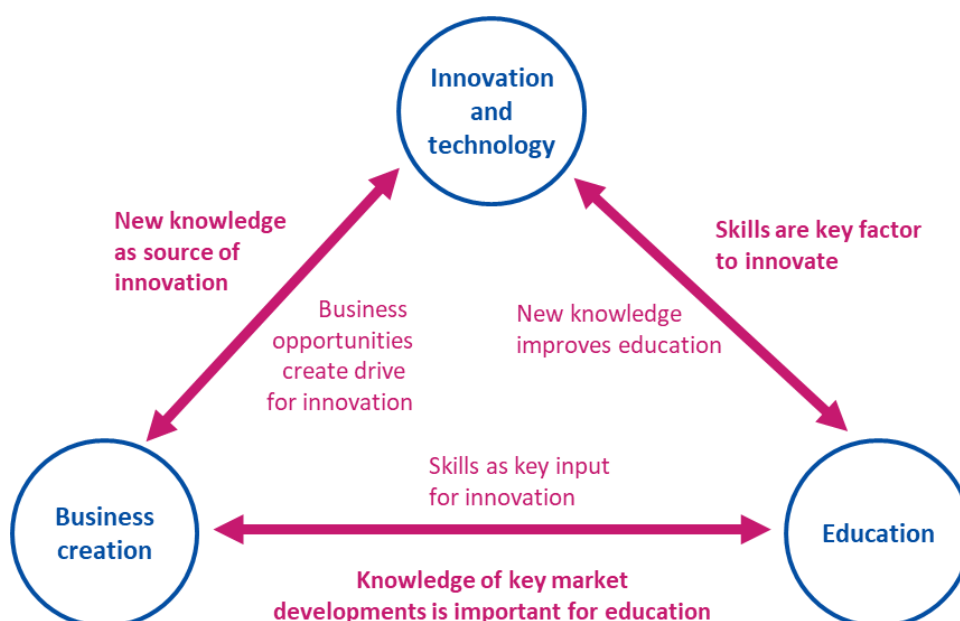 Innovation
and
technology
New knowledge
as source of
innovation
Skills are key factor
to innovate
Business
opportunities
create drive
for innovation
New knowledge
improves education
Skills as key input
for innovation
Business
creation
Education
Knowledge of key market
developments is important for education